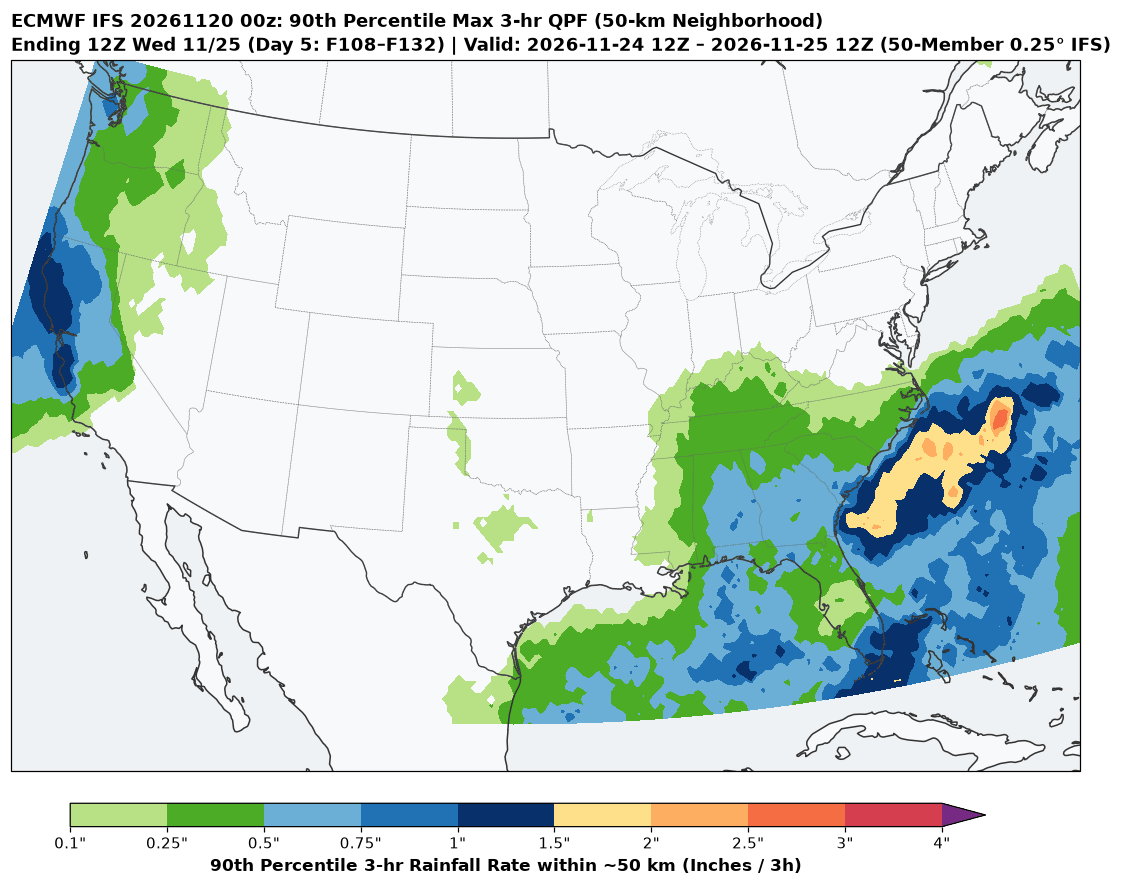 ECMWF IFS 20261120 00z: 90th Percentile Max 3-hr QPF (50-km Neighborhood)
Ending 12Z Wed 11/25 (Day 5: F108–F132) | Valid: 2026-11-24 12Z – 2026-11-25 12Z (50-Member 0.25° IFS)
0.1" 0.25" 0.5" 0.75" 1" 1.5" 2" 2.5" 3" 4"
90th Percentile 3-hr Rainfall Rate within ~50 km (Inches / 3h)